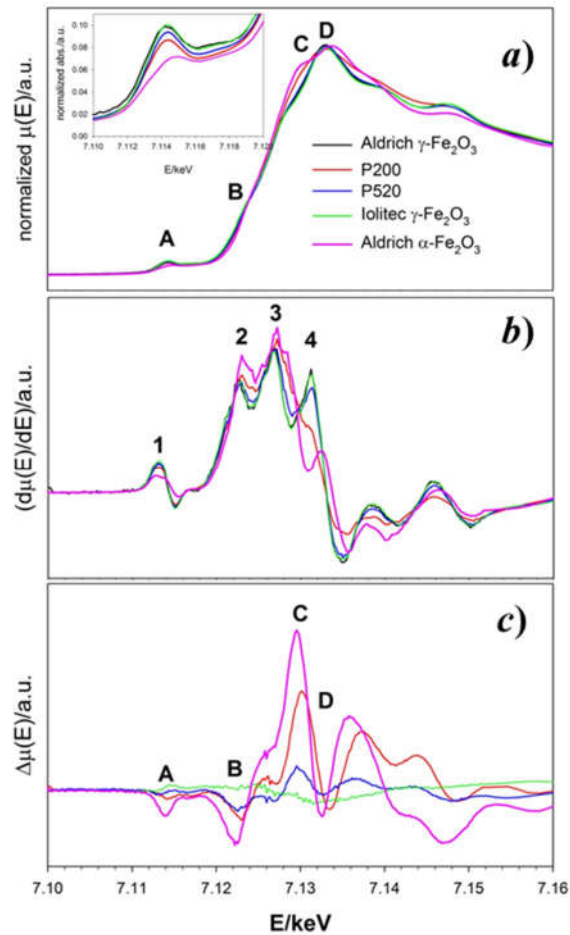 a)
C D
B
A
normalized μ(E)/a.u.
Aldrich γ-Fe₂O₃
P200
P520
Iolitec γ-Fe₂O₃
Aldrich α-Fe₂O₃
normalized abs./a.u.
0.10
0.08
0.06
0.04
0.02
0.00
7.110 7.112 7.114 7.116 7.118 7.120
E/keV
b)
1 2 3 4
(dμ(E)/dE)/a.u.
c)
C
D
A B
Δμ(E)/a.u.
7.10 7.11 7.12 7.13 7.14 7.15 7.16
E/keV